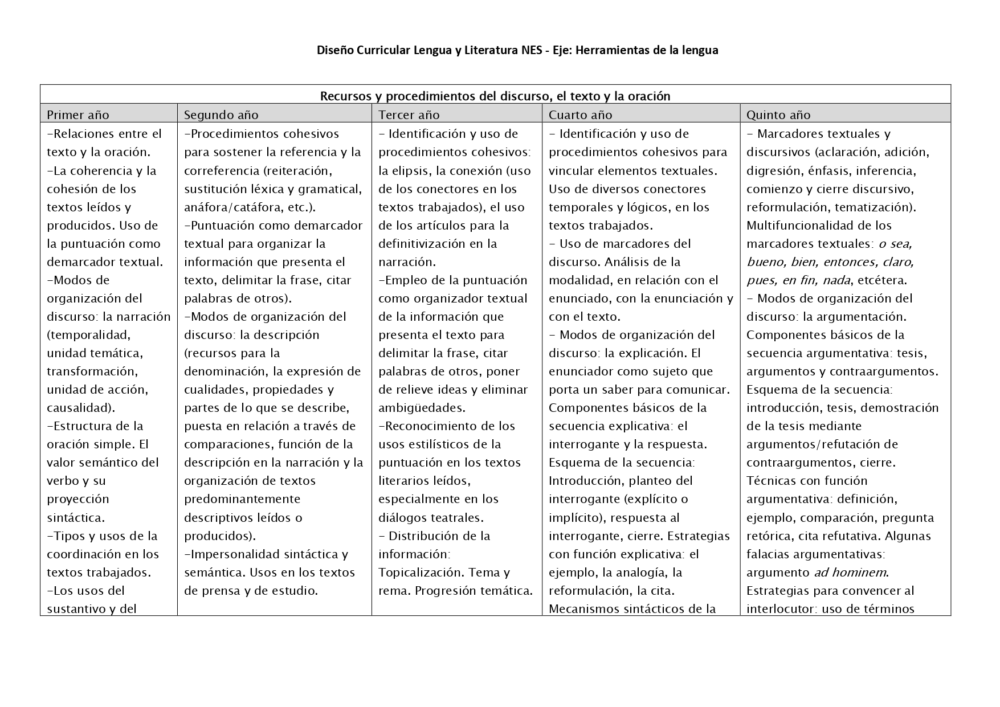 Diseño Curricular Lengua y Literatura NES - Eje: Herramientas de la lengua
Recursos y procedimientos del discurso, el texto y la oración
Primer año
-Relaciones entre el
texto y la oración.
-La coherencia y la
cohesión de los
textos leídos y
producidos. Uso de
la puntuación como
demarcador textual.
-Modos de
organización del
discurso: la narración
(temporalidad,
unidad temática,
transformación,
unidad de acción,
causalidad).
-Estructura de la
oración simple. El
valor semántico del
verbo y su
proyección
sintáctica.
-Tipos y usos de la
coordinación en los
textos trabajados.
-Los usos del
sustantivo y del
Segundo año
-Procedimientos cohesivos
para sostener la referencia y la
correferencia (reiteración,
sustitución léxica y gramatical,
anáfora/catáfora, etc.).
-Puntuación como demarcador
textual para organizar la
información que presenta el
texto, delimitar la frase, citar
palabras de otros).
-Modos de organización del
discurso: la descripción
(recursos para la
denominación, la expresión de
cualidades, propiedades y
partes de lo que se describe,
puesta en relación a través de
comparaciones, función de la
descripción en la narración y la
organización de textos
predominantemente
descriptivos leídos o
producidos).
-Impersonalidad sintáctica y
semántica. Usos en los textos
de prensa y de estudio.
Tercer año
- Identificación y uso de
procedimientos cohesivos:
la elipsis, la conexión (uso
de los conectores en los
textos trabajados), el uso
de los artículos para la
definitivización en la
narración.
-Empleo de la puntuación
como organizador textual
de la información que
presenta el texto para
delimitar la frase, citar
palabras de otros, poner
de relieve ideas y eliminar
ambigüedades.
-Reconocimiento de los
usos estilísticos de la
puntuación en los textos
literarios leídos,
especialmente en los
diálogos teatrales.
- Distribución de la
información:
Topicalización. Tema y
rema. Progresión temática.
Cuarto año
- Identificación y uso de
procedimientos cohesivos para
vincular elementos textuales.
Uso de diversos conectores
temporales y lógicos, en los
textos trabajados.
- Uso de marcadores del
discurso. Análisis de la
modalidad, en relación con el
enunciado, con la enunciación y
con el texto.
- Modos de organización del
discurso: la explicación. El
enunciador como sujeto que
porta un saber para comunicar.
Componentes básicos de la
secuencia explicativa: el
interrogante y la respuesta.
Esquema de la secuencia:
Introducción, planteo del
interrogante (explícito o
implícito), respuesta al
interrogante, cierre. Estrategias
con función explicativa: el
ejemplo, la analogía, la
reformulación, la cita.
Mecanismos sintácticos de la
Quinto año
- Marcadores textuales y
discursivos (aclaración, adición,
digresión, énfasis, inferencia,
comienzo y cierre discursivo,
reformulación, tematización).
Multifuncionalidad de los
marcadores textuales: o sea,
bueno, bien, entonces, claro,
pues, en fin, nada, etcétera.
- Modos de organización del
discurso: la argumentación.
Componentes básicos de la
secuencia argumentativa: tesis,
argumentos y contraargumentos.
Esquema de la secuencia:
introducción, tesis, demostración
de la tesis mediante
argumentos/refutación de
contraargumentos, cierre.
Técnicas con función
argumentativa: definición,
ejemplo, comparación, pregunta
retórica, cita refutativa. Algunas
falacias argumentativas:
argumento ad hominem.
Estrategias para convencer al
interlocutor: uso de términos